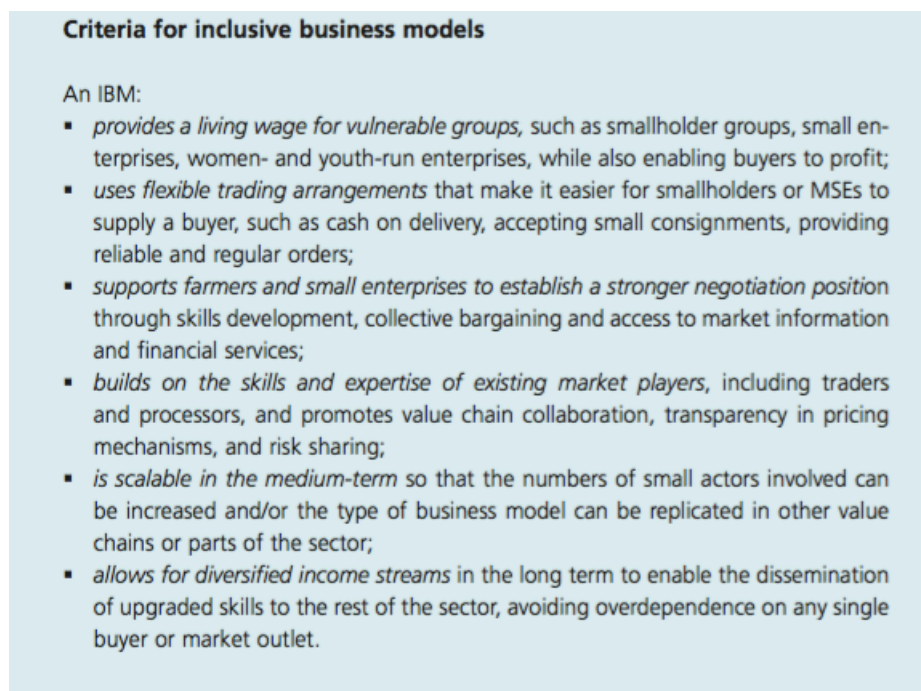 Criteria for inclusive business models
An IBM:
▪ provides a living wage for vulnerable groups, such as smallholder groups, small en-
terprises, women- and youth-run enterprises, while also enabling buyers to profit;
▪ uses flexible trading arrangements that make it easier for smallholders or MSEs to
supply a buyer, such as cash on delivery, accepting small consignments, providing
reliable and regular orders;
▪ supports farmers and small enterprises to establish a stronger negotiation position
through skills development, collective bargaining and access to market information
and financial services;
▪ builds on the skills and expertise of existing market players, including traders
and processors, and promotes value chain collaboration, transparency in pricing
mechanisms, and risk sharing;
▪ is scalable in the medium-term so that the numbers of small actors involved can
be increased and/or the type of business model can be replicated in other value
chains or parts of the sector;
▪ allows for diversified income streams in the long term to enable the dissemination
of upgraded skills to the rest of the sector, avoiding overdependence on any single
buyer or market outlet.